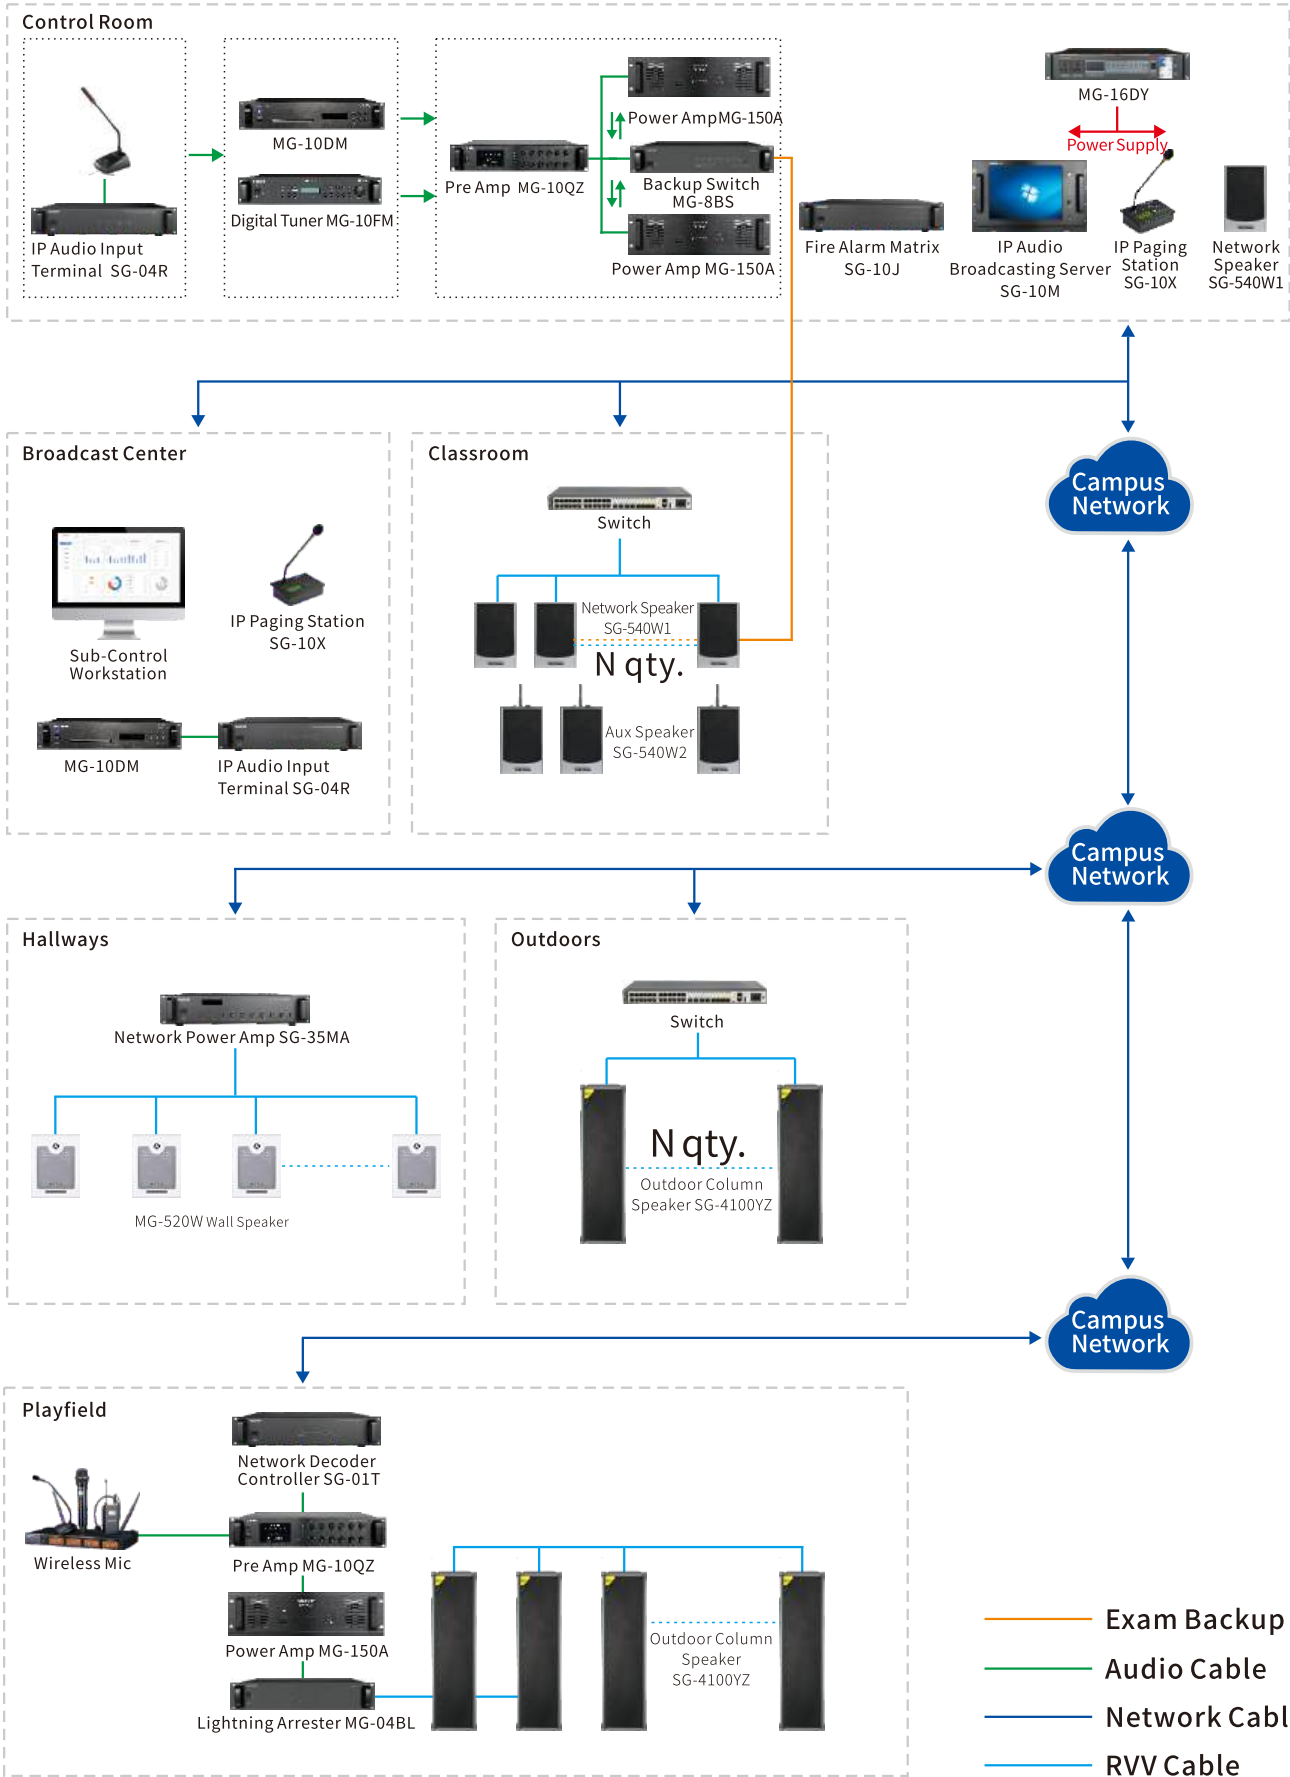 Control Room
MG-10DM
Digital Tuner MG-10FM
IP Audio Input
Terminal SG-04R
Pre Amp MG-10QZ
Power AmpMG-150A
Backup Switch
MG-8BS
Power Amp MG-150A
MG-16DY
Power Supply
Fire Alarm Matrix
SG-10J
IP Audio
Broadcasting Server
SG-10M
IP Paging
Station
SG-10X
Network
Speaker
SG-540W1
Broadcast Center
Sub-Control
Workstation
IP Paging Station
SG-10X
MG-10DM
IP Audio Input
Terminal SG-04R
Classroom
Switch
Network Speaker
SG-540W1
N qty.
Aux Speaker
SG-540W2
Campus
Network
Campus
Network
Hallways
Network Power Amp SG-35MA
MG-520W Wall Speaker
Outdoors
Switch
N qty.
Outdoor Column
Speaker SG-4100YZ
Campus
Network
Playfield
Network Decoder
Controller SG-01T
Wireless Mic
Pre Amp MG-10QZ
Power Amp MG-150A
Lightning Arrester MG-04BL
Outdoor Column
Speaker
SG-4100YZ
Exam Backup
Audio Cable
Network Cabl
RVV Cable